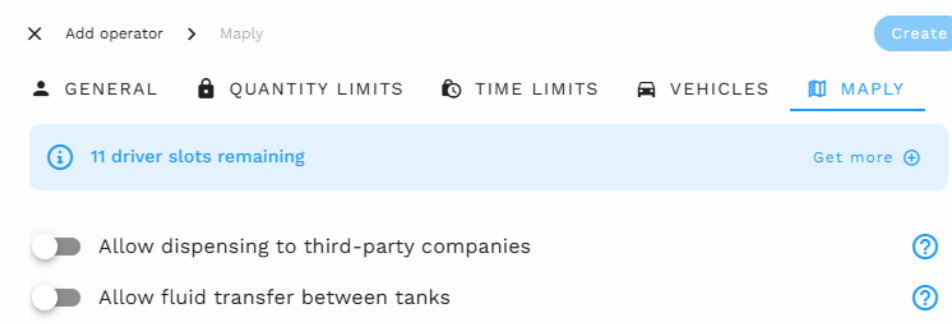 Add operator > Maply
Create
GENERAL QUANTITY LIMITS TIME LIMITS VEHICLES MAPLY
11 driver slots remaining
Get more
Allow dispensing to third-party companies
Allow fluid transfer between tanks